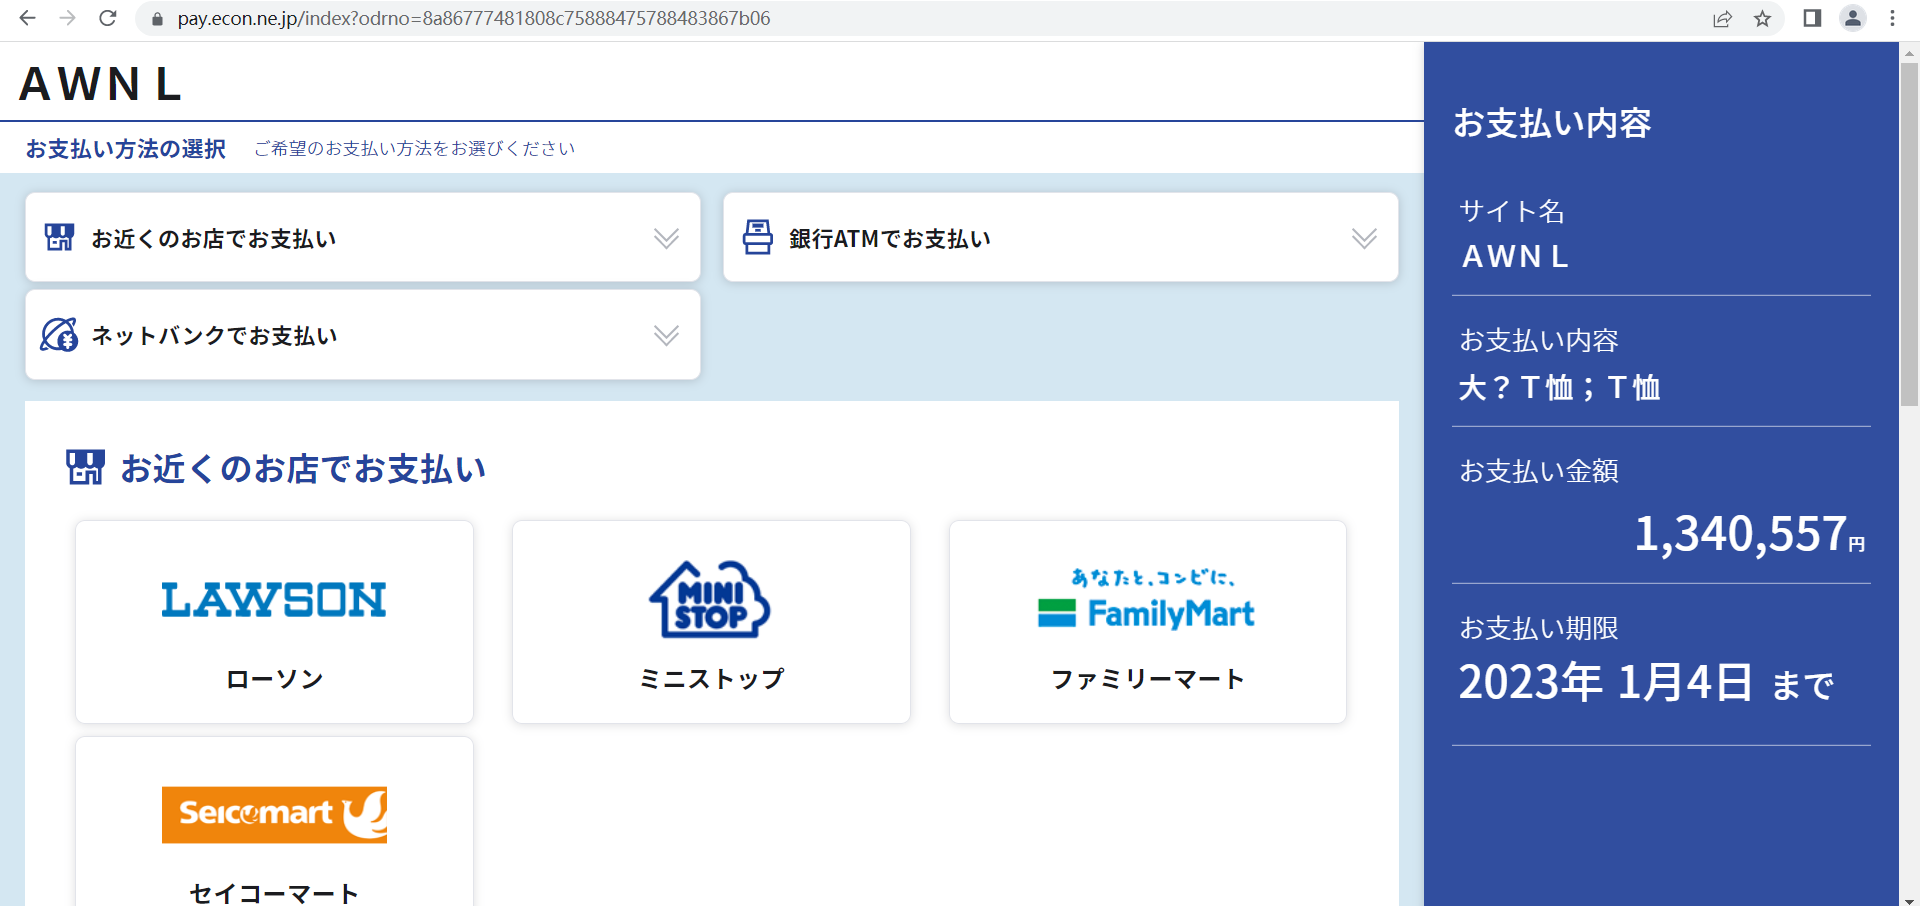 pay.econ.ne.jp/index?odrno=8a86777481808c75888475788483867b06
ＡＷＮＬ
お支払い方法の選択 ご希望のお支払い方法をお選びください
お近くのお店でお支払い
銀行ATMでお支払い
ネットバンクでお支払い
お近くのお店でお支払い
LAWSON
ローソン
MINI
STOP
ミニストップ
あなたと、コンビに、
FamilyMart
ファミリーマート
Seicomart
セイコーマート
お支払い内容
サイト名
ＡＷＮＬ
お支払い内容
大？Ｔ恤；Ｔ恤
お支払い金額
1,340,557円
お支払い期限
2023年 1月4日 まで